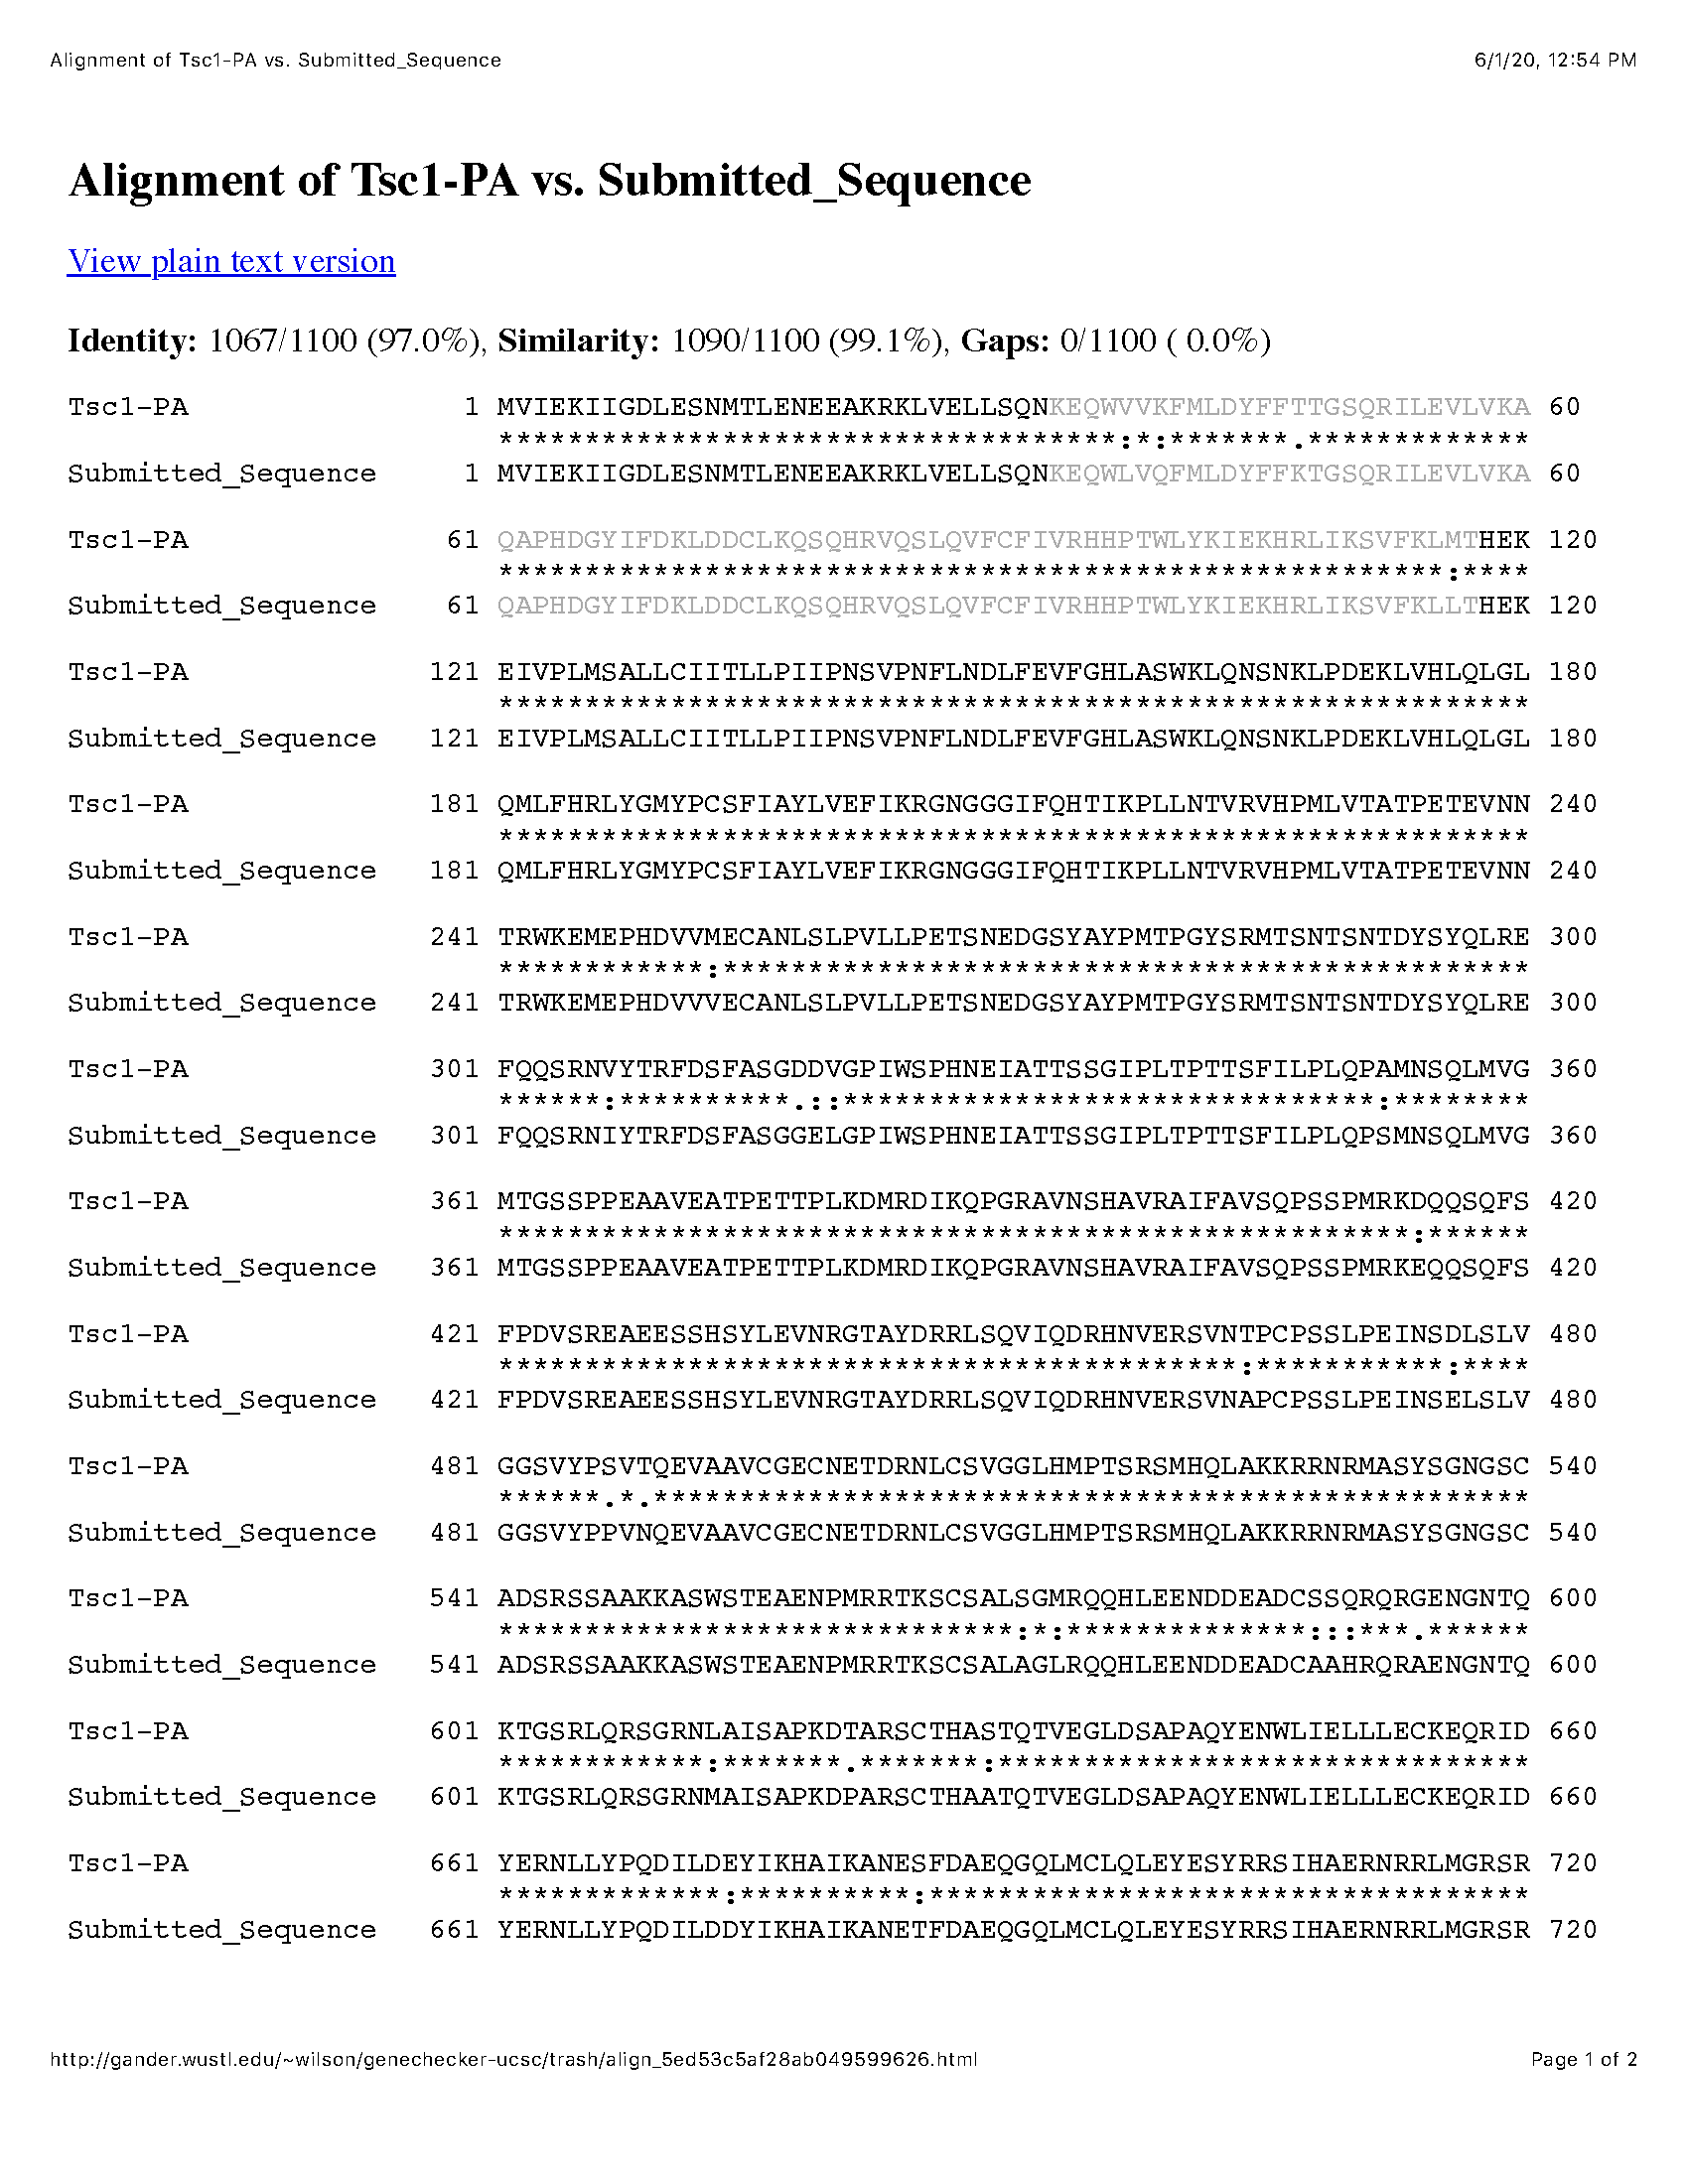 Alignment of Tsc1-PA vs. Submitted_Sequence 6/1/20, 12:54 PM
Alignment of Tsc1-PA vs. Submitted_Sequence
View plain text version
Identity: 1067/1100 (97.0%), Similarity: 1090/1100 (99.1%), Gaps: 0/1100 ( 0.0%)
Tsc1-PA 1 MVIEKIIGDLESNMTLENEEAKRKLVELLSQNKEQWVVKFMLDYFFTTGSQRILEVLVKA 60
************************************:*:*******.*************
Submitted_Sequence 1 MVIEKIIGDLESNMTLENEEAKRKLVELLSQNKEQWLVQFMLDYFFKTGSQRILEVLVKA 60
Tsc1-PA 61 QAPHDGYIFDKLDDCLKQSQHRVQSLQVFCFIVRHHPTWLYKIEKHRLIKSVFKLMTHEK 120
*******************************************************:****
Submitted_Sequence 61 QAPHDGYIFDKLDDCLKQSQHRVQSLQVFCFIVRHHPTWLYKIEKHRLIKSVFKLLTHEK 120
Tsc1-PA 121 EIVPLMSALLCIITLLPIIPNSVPNFLNDLFEVFGHLASWKLQNSNKLPDEKLVHLQLGL 180
************************************************************
Submitted_Sequence 121 EIVPLMSALLCIITLLPIIPNSVPNFLNDLFEVFGHLASWKLQNSNKLPDEKLVHLQLGL 180
Tsc1-PA 181 QMLFHRLYGMYPCSFIAYLVEFIKRGNGGGIFQHTIKPLLNTVRVHPMLVTATPETEVNN 240
************************************************************
Submitted_Sequence 181 QMLFHRLYGMYPCSFIAYLVEFIKRGNGGGIFQHTIKPLLNTVRVHPMLVTATPETEVNN 240
Tsc1-PA 241 TRWKEMEPHDVVMECANLSLPVLLPETSNEDGSYAYPMTPGYSRMTSNTSNTDYSYQLRE 300
************:***********************************************
Submitted_Sequence 241 TRWKEMEPHDVVVECANLSLPVLLPETSNEDGSYAYPMTPGYSRMTSNTSNTDYSYQLRE 300
Tsc1-PA 301 FQQSRNVYTRFDSFASGDDVGPIWSPHNEIATTSSGIPLTPTTSFILPLQPAMNSQLMVG 360
******:**********.::*******************************:********
Submitted_Sequence 301 FQQSRNIYTRFDSFASGGELGPIWSPHNEIATTSSGIPLTPTTSFILPLQPSMNSQLMVG 360
Tsc1-PA 361 MTGSSPPEAAVEATPETTPLKDMRDIKQPGRAVNSHAVRAIFAVSQPSSPMRKDQQSQFS 420
*****************************************************:******
Submitted_Sequence 361 MTGSSPPEAAVEATPETTPLKDMRDIKQPGRAVNSHAVRAIFAVSQPSSPMRKEQQSQFS 420
Tsc1-PA 421 FPDVSREAEESSHSYLEVNRGTAYDRRLSQVIQDRHNVERSVNTPCPSSLPEINSDLSLV 480
*******************************************:***********:****
Submitted_Sequence 421 FPDVSREAEESSHSYLEVNRGTAYDRRLSQVIQDRHNVERSVNAPCPSSLPEINSELSLV 480
Tsc1-PA 481 GGSVYPSVTQEVAAVCGECNETDRNLCSVGGLHMPTSRSMHQLAKKRRNRMASYSGNGSC 540
******.*.***************************************************
Submitted_Sequence 481 GGSVYPPVNQEVAAVCGECNETDRNLCSVGGLHMPTSRSMHQLAKKRRNRMASYSGNGSC 540
Tsc1-PA 541 ADSRSSAAKKASWSTEAENPMRRTKSCSALSGMRQQHLEENDDEADCSSQRQRGENGNTQ 600
******************************:*:**************:::***.******
Submitted_Sequence 541 ADSRSSAAKKASWSTEAENPMRRTKSCSALAGLRQQHLEENDDEADCAAHRQRAENGNTQ 600
Tsc1-PA 601 KTGSRLQRSGRNLAISAPKDTARSCTHASTQTVEGLDSAPAQYENWLIELLLECKEQRID 660
************:*******.*******:*******************************
Submitted_Sequence 601 KTGSRLQRSGRNMAISAPKDPARSCTHAATQTVEGLDSAPAQYENWLIELLLECKEQRID 660
Tsc1-PA 661 YERNLLYPQDILDEYIKHAIKANESFDAEQGQLMCLQLEYESYRRSIHAERNRRLMGRSR 720
*************:**********:***********************************
Submitted_Sequence 661 YERNLLYPQDILDDYIKHAIKANETFDAEQGQLMCLQLEYESYRRSIHAERNRRLMGRSR 720
http://gander.wustl.edu/~wilson/genechecker-ucsc/trash/align_5ed53c5af28ab049599626.html Page 1 of 2